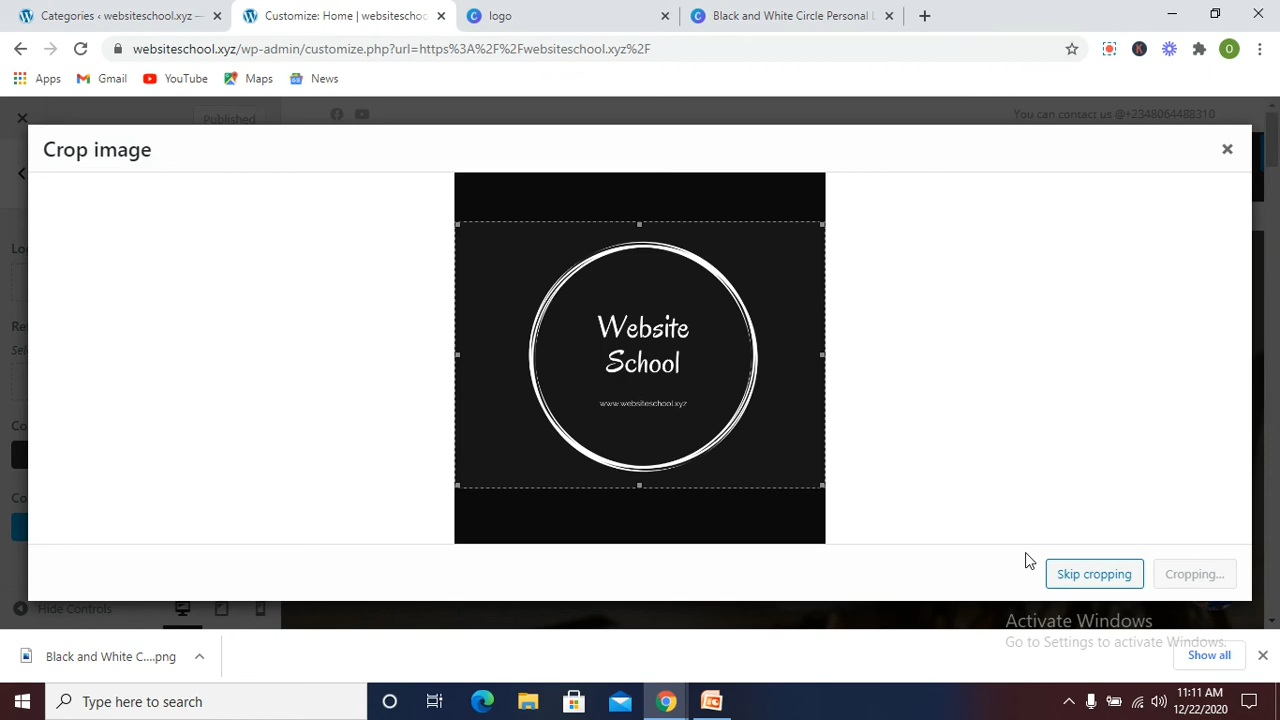 Categories ‹ websiteschool.xyz —
Customize: Home | websiteschoo
logo
Black and White Circle Personal L
websiteschool.xyz/wp-admin/customize.php?url=https%3A%2F%2Fwebsiteschool.xyz%2F
O
Apps
Gmail
YouTube
Maps
News
Published
You can contact us @+2348064488310
Crop image
Website
School
www.websiteschool.xyz
Skip cropping
Cropping...
Hide Controls
Activate Windows
Go to Settings to activate Windows.
Black and White C....png
Show all
Type here to search
11:11 AM
12/22/2020